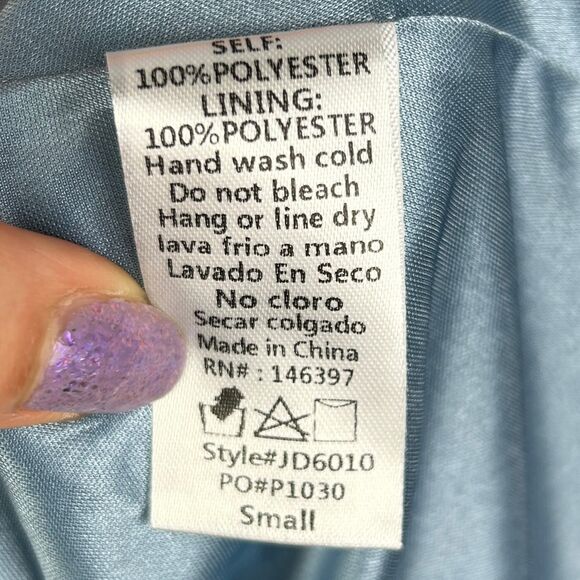 SELF:
100%POLYESTER
LINING:
100%POLYESTER
Hand wash cold
Do not bleach
Hang or line dry
lava frio a mano
Lavado En Seco
No cloro
Secar colgado
Made in China
RN# : 146397
Style#JD6010
PO#P1030
Small